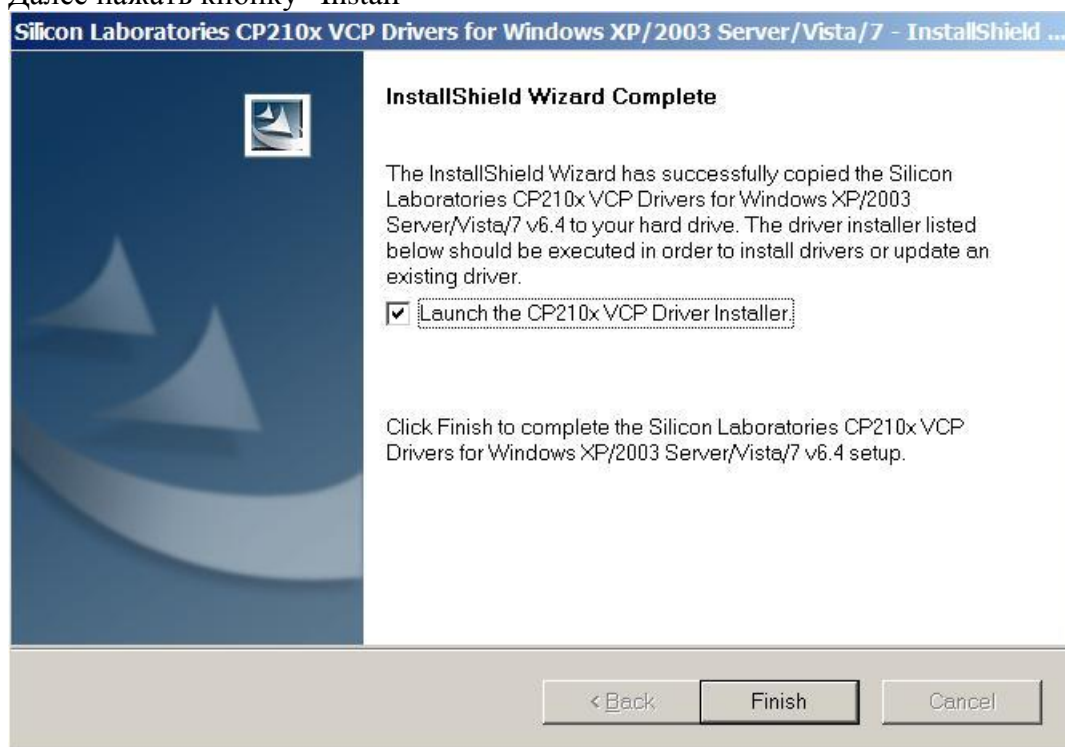 Далее нажать кнопку "Install"
Silicon Laboratories CP210x VCP Drivers for Windows XP/2003 Server/Vista/7 - InstallShield ...
InstallShield Wizard Complete
The InstallShield Wizard has successfully copied the Silicon
Laboratories CP210x VCP Drivers for Windows XP/2003
Server/Vista/7 v6.4 to your hard drive. The driver installer listed
below should be executed in order to install drivers or update an
existing driver.
Launch the CP210x VCP Driver Installer.
Click Finish to complete the Silicon Laboratories CP210x VCP
Drivers for Windows XP/2003 Server/Vista/7 v6.4 setup.
< Back Finish Cancel